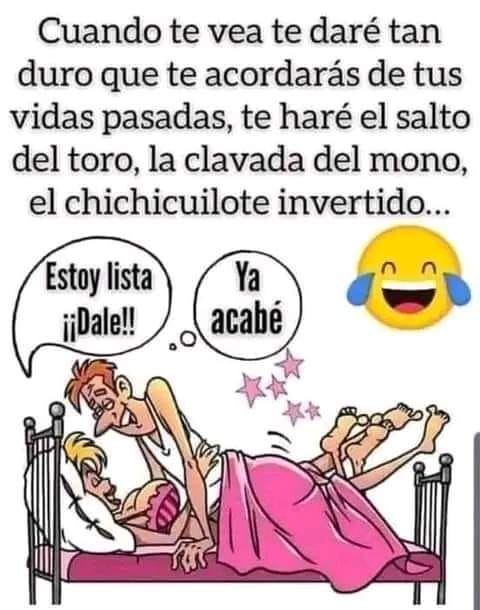 Cuando te vea te daré tan
duro que te acordarás de tus
vidas pasadas, te haré el salto
del toro, la clavada del mono,
el chichicuilote invertido...
Estoy lista
¡¡Dale!!
Ya
acabé